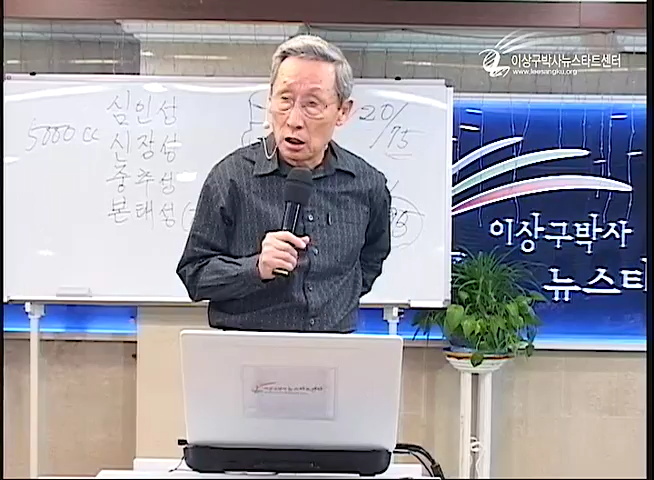 이상구박사뉴스타트센터
www.leesangku.org
5000 cc
심인성
신장성
중추성
본태성
20/75
이상구박사
뉴스타트